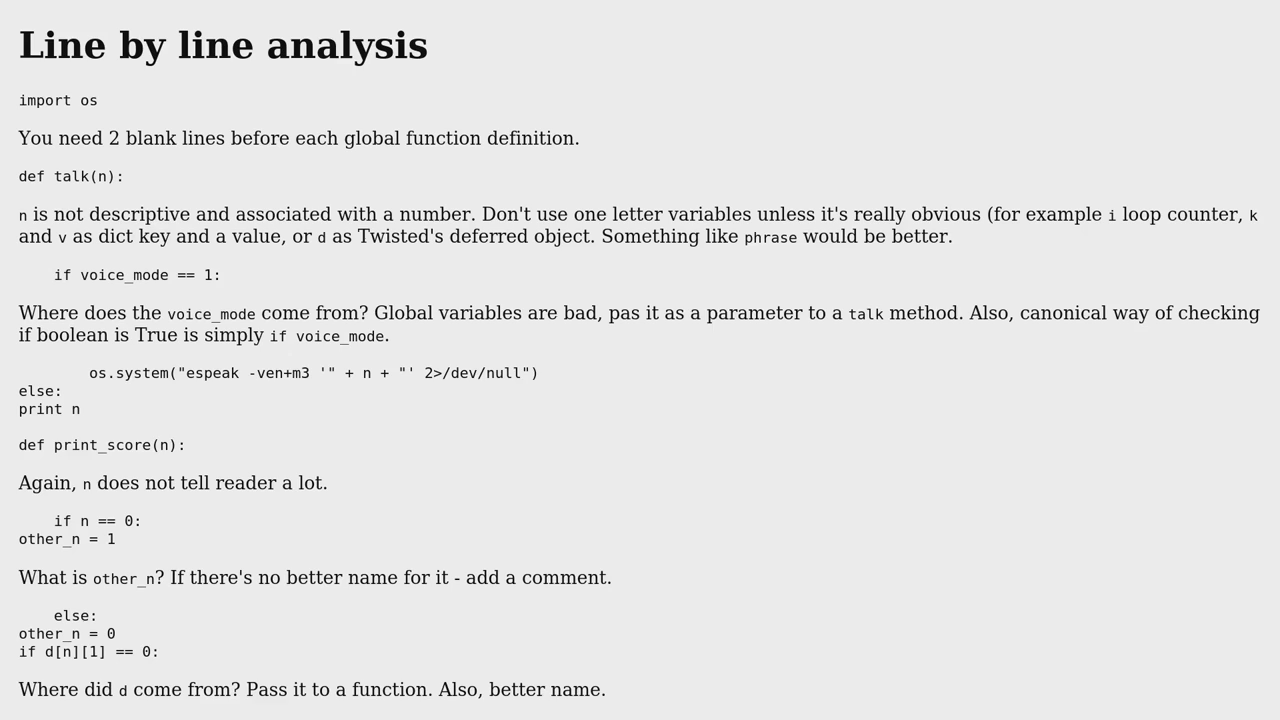 Line by line analysis
import os
You need 2 blank lines before each global function definition.
def talk(n):
n is not descriptive and associated with a number. Don't use one letter variables unless it's really obvious (for example i loop counter, k
and v as dict key and a value, or d as Twisted's deferred object. Something like phrase would be better.
    if voice_mode == 1:
Where does the voice_mode come from? Global variables are bad, pas it as a parameter to a talk method. Also, canonical way of checking
if boolean is True is simply if voice_mode.
        os.system("espeak -ven+m3 '" + n + "' 2>/dev/null")
else:
print n
def print_score(n):
Again, n does not tell reader a lot.
    if n == 0:
other_n = 1
What is other_n? If there's no better name for it - add a comment.
    else:
other_n = 0
if d[n][1] == 0:
Where did d come from? Pass it to a function. Also, better name.